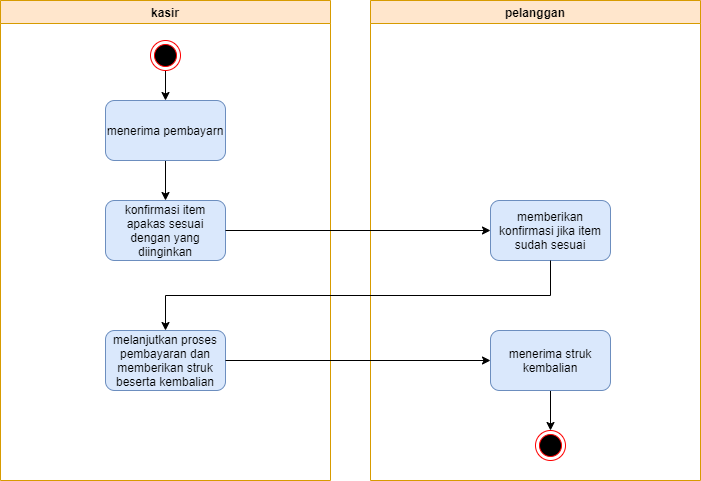 kasir
pelanggan
menerima pembayarn
konfirmasi item
apakas sesuai
dengan yang
diinginkan
memberikan
konfirmasi jika item
sudah sesuai
melanjutkan proses
pembayaran dan
memberikan struk
beserta kembalian
menerima struk
kembalian